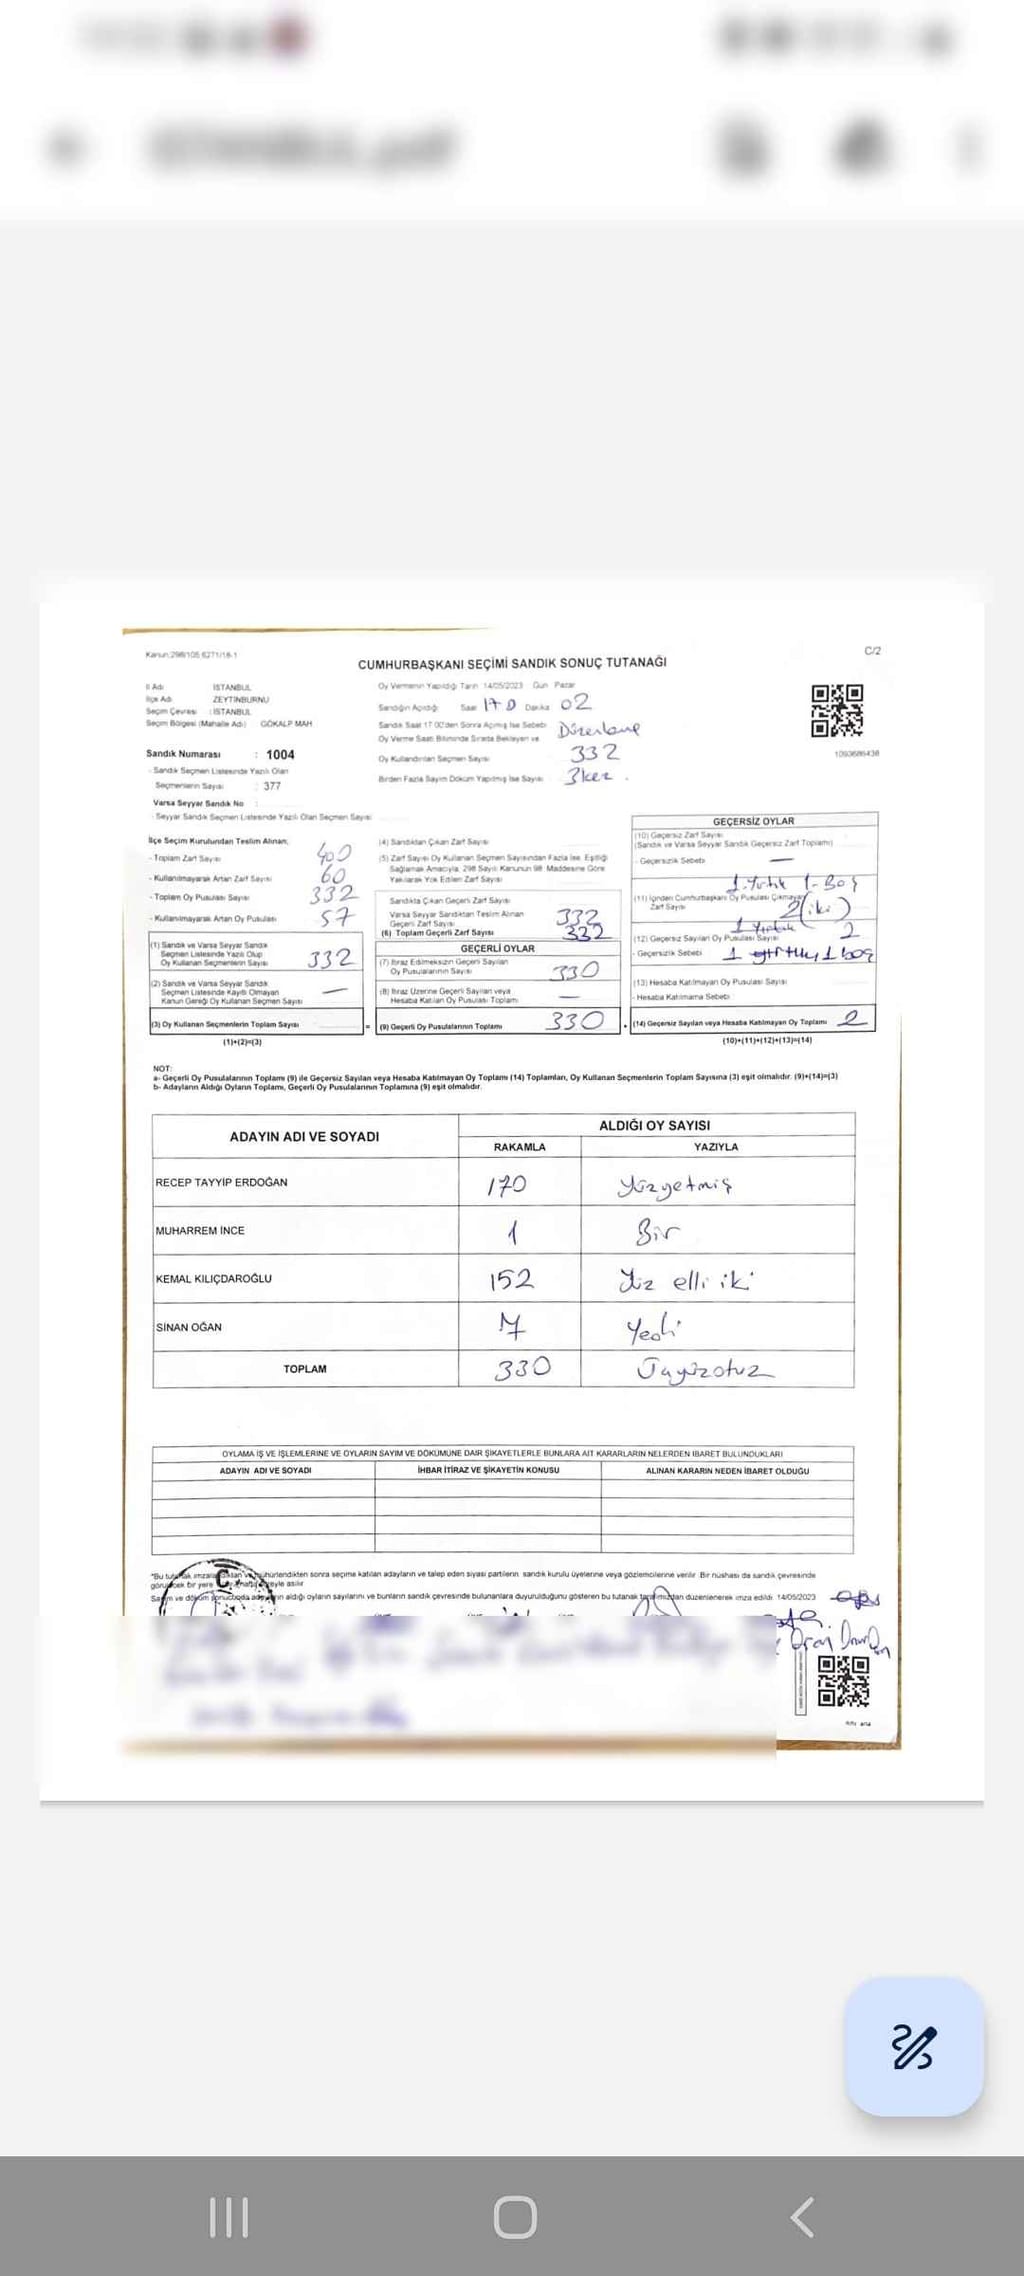 Kanun:298/105 6271/18-1
C/2
CUMHURBAŞKANI SEÇİMİ SANDIK SONUÇ TUTANAĞI
İl Adı İSTANBUL
İlçe Adı ZEYTİNBURNU
Seçim Çevresi : İSTANBUL
Seçim Bölgesi (Mahalle Adı) GÖKALP MAH
Sandık Numarası : 1004
- Sandık Seçmen Listesinde Yazılı Olan
Seçmenlerin Sayısı : 377
Varsa Seyyar Sandık No :
- Seyyar Sandık Seçmen Listesinde Yazılı Olan Seçmen Sayısı
Oy Vermenin Yapıldığı Tarih 14/05/2023 Gün Pazar
Sandığın Açıldığı Saat 17 0 Dakika 02
Sandık Saat 17 00'den Sonra Açılmış İse Sebebi
Oy Verme Saati Bitiminde Sırada Bekleyen ve
Oy Kullandırılan Seçmen Sayısı 332
Birden Fazla Sayım Döküm Yapılmış İse Sayısı 3 kez.
1093686438
İlçe Seçim Kurulundan Teslim Alınan;
- Toplam Zarf Sayısı 400
- Kullanılmayarak Artan Zarf Sayısı 60
- Toplam Oy Pusulası Sayısı 332
- Kullanılmayarak Artan Oy Pusulası 57
(1) Sandık ve Varsa Seyyar Sandık
Seçmen Listesinde Yazılı Olup
Oy Kullanan Seçmenlerin Sayısı 332
(2) Sandık ve Varsa Seyyar Sandık
Seçmen Listesinde Kayıtlı Olmayan
Kanun Gereği Oy Kullanan Seçmen Sayısı —
(3) Oy Kullanan Seçmenlerin Toplam Sayısı =
(1)+(2)=(3)
(4) Sandıktan Çıkan Zarf Sayısı
(5) Zarf Sayısı Oy Kullanan Seçmen Sayısından Fazla İse, Eşitliği
Sağlamak Amacıyla, 298 Sayılı Kanunun 98. Maddesine Göre
Yakılarak Yok Edilen Zarf Sayısı
Sandıkta Çıkan Geçerli Zarf Sayısı
Varsa Seyyar Sandıktan Teslim Alınan
Geçerli Zarf Sayısı 332
(6) Toplam Geçerli Zarf Sayısı 332
GEÇERLİ OYLAR
(7) İtiraz Edilmeksizin Geçerli Sayılan
Oy Pusulalarının Sayısı 330
(8) İtiraz Üzerine Geçerli Sayılan veya
Hesaba Katılan Oy Pusulası Toplamı —
(9) Geçerli Oy Pusulalarının Toplamı 330
GEÇERSİZ OYLAR
(10) Geçersiz Zarf Sayısı
(Sandık ve Varsa Seyyar Sandık Geçersiz Zarf Toplamı)
- Geçersizlik Sebebi —
1 Yırtık 1-Boş
(11) İçinden Cumhurbaşkanı Oy Pusulası Çıkmayan
Zarf Sayısı 2 (iki)
1 Yırtık
(12) Geçersiz Sayılan Oy Pusulası Sayısı 2
- Geçersizlik Sebebi 1 yırtık, 1 boş
(13) Hesaba Katılmayan Oy Pusulası Sayısı
- Hesaba Katılmama Sebebi
(14) Geçersiz Sayılan veya Hesaba Katılmayan Oy Toplamı 2
(10)+(11)+(12)+(13)=(14)
NOT:
a- Geçerli Oy Pusulalarının Toplamı (9) ile Geçersiz Sayılan veya Hesaba Katılmayan Oy Toplamı (14) Toplamları, Oy Kullanan Seçmenlerin Toplam Sayısına (3) eşit olmalıdır. (9)+(14)=(3)
b- Adayların Aldığı Oyların Toplamı, Geçerli Oy Pusulalarının Toplamına (9) eşit olmalıdır.
ADAYIN ADI VE SOYADI
ALDIĞI OY SAYISI
RAKAMLA YAZIYLA
RECEP TAYYİP ERDOĞAN 170 Yüzyetmiş
MUHARREM İNCE 1 Bir
KEMAL KILIÇDAROĞLU 152 Yüz elli iki
SİNAN OĞAN 7 Yedi
TOPLAM 330 Üçyüzotuz
OYLAMA İŞ VE İŞLEMLERİNE VE OYLARIN SAYIM VE DÖKÜMÜNE DAİR ŞİKAYETLERLE BUNLARA AİT KARARLARIN NELERDEN İBARET BULUNDUKLARI
ADAYIN ADI VE SOYADI İHBAR İTİRAZ VE ŞİKAYETİN KONUSU ALINAN KARARIN NEDEN İBARET OLDUĞU
sonra seçime katılan adayların ve talep eden siyasi partilerin sandık kurulu üyelerine veya gözlemcilerine verilir. Bir nüshası da sandık çevresinde
görülecek bir yere asılır
aldığı oyların sayılarını ve bunların sandık çevresinde bulunanlara duyurulduğunu gösteren bu tutanak tarafımızdan düzenlenerek imza edildi. 14/05/2023